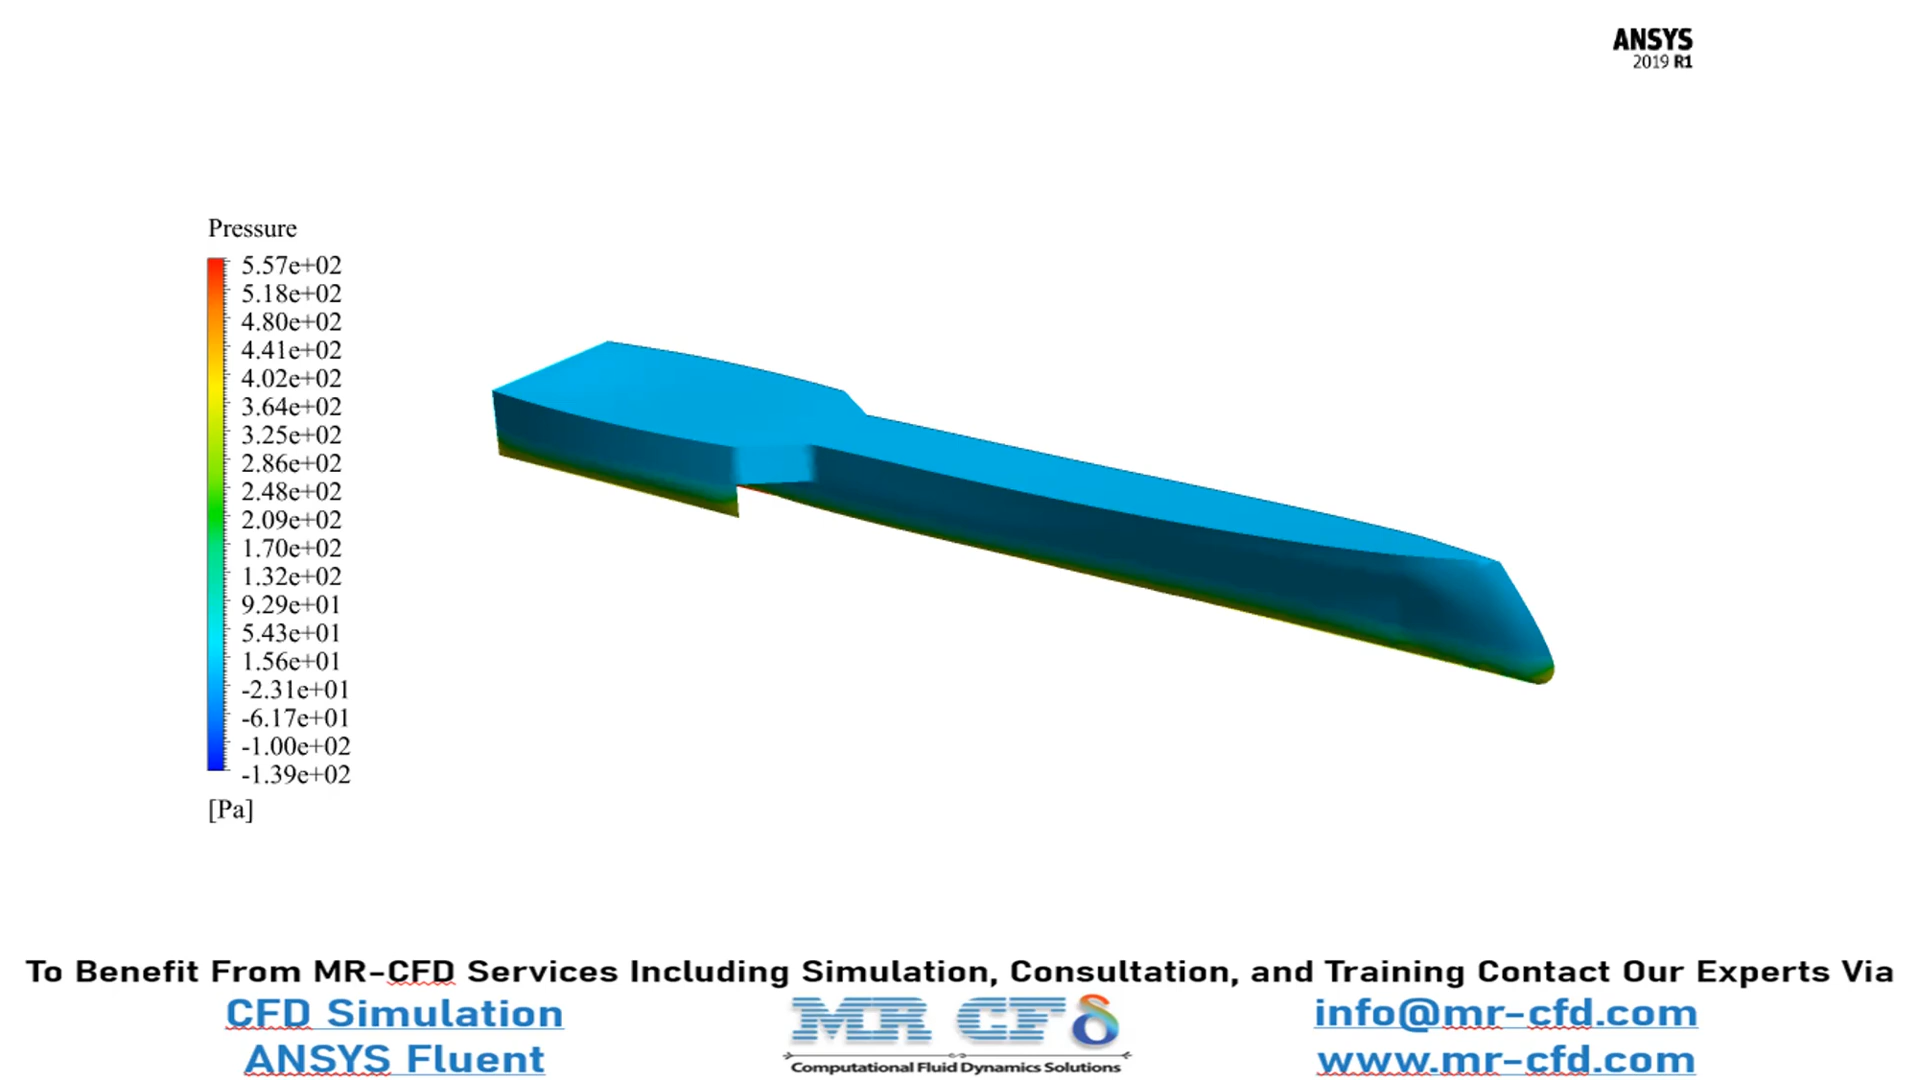 ANSYS
2019 R1
Pressure
5.57e+02
5.18e+02
4.80e+02
4.41e+02
4.02e+02
3.64e+02
3.25e+02
2.86e+02
2.48e+02
2.09e+02
1.70e+02
1.32e+02
9.29e+01
5.43e+01
1.56e+01
-2.31e+01
-6.17e+01
-1.00e+02
-1.39e+02
[Pa]
To Benefit From MR-CFD Services Including Simulation, Consultation, and Training Contact Our Experts Via
CFD Simulation
ANSYS Fluent
MR CFδ
Computational Fluid Dynamics Solutions
info@mr-cfd.com
www.mr-cfd.com